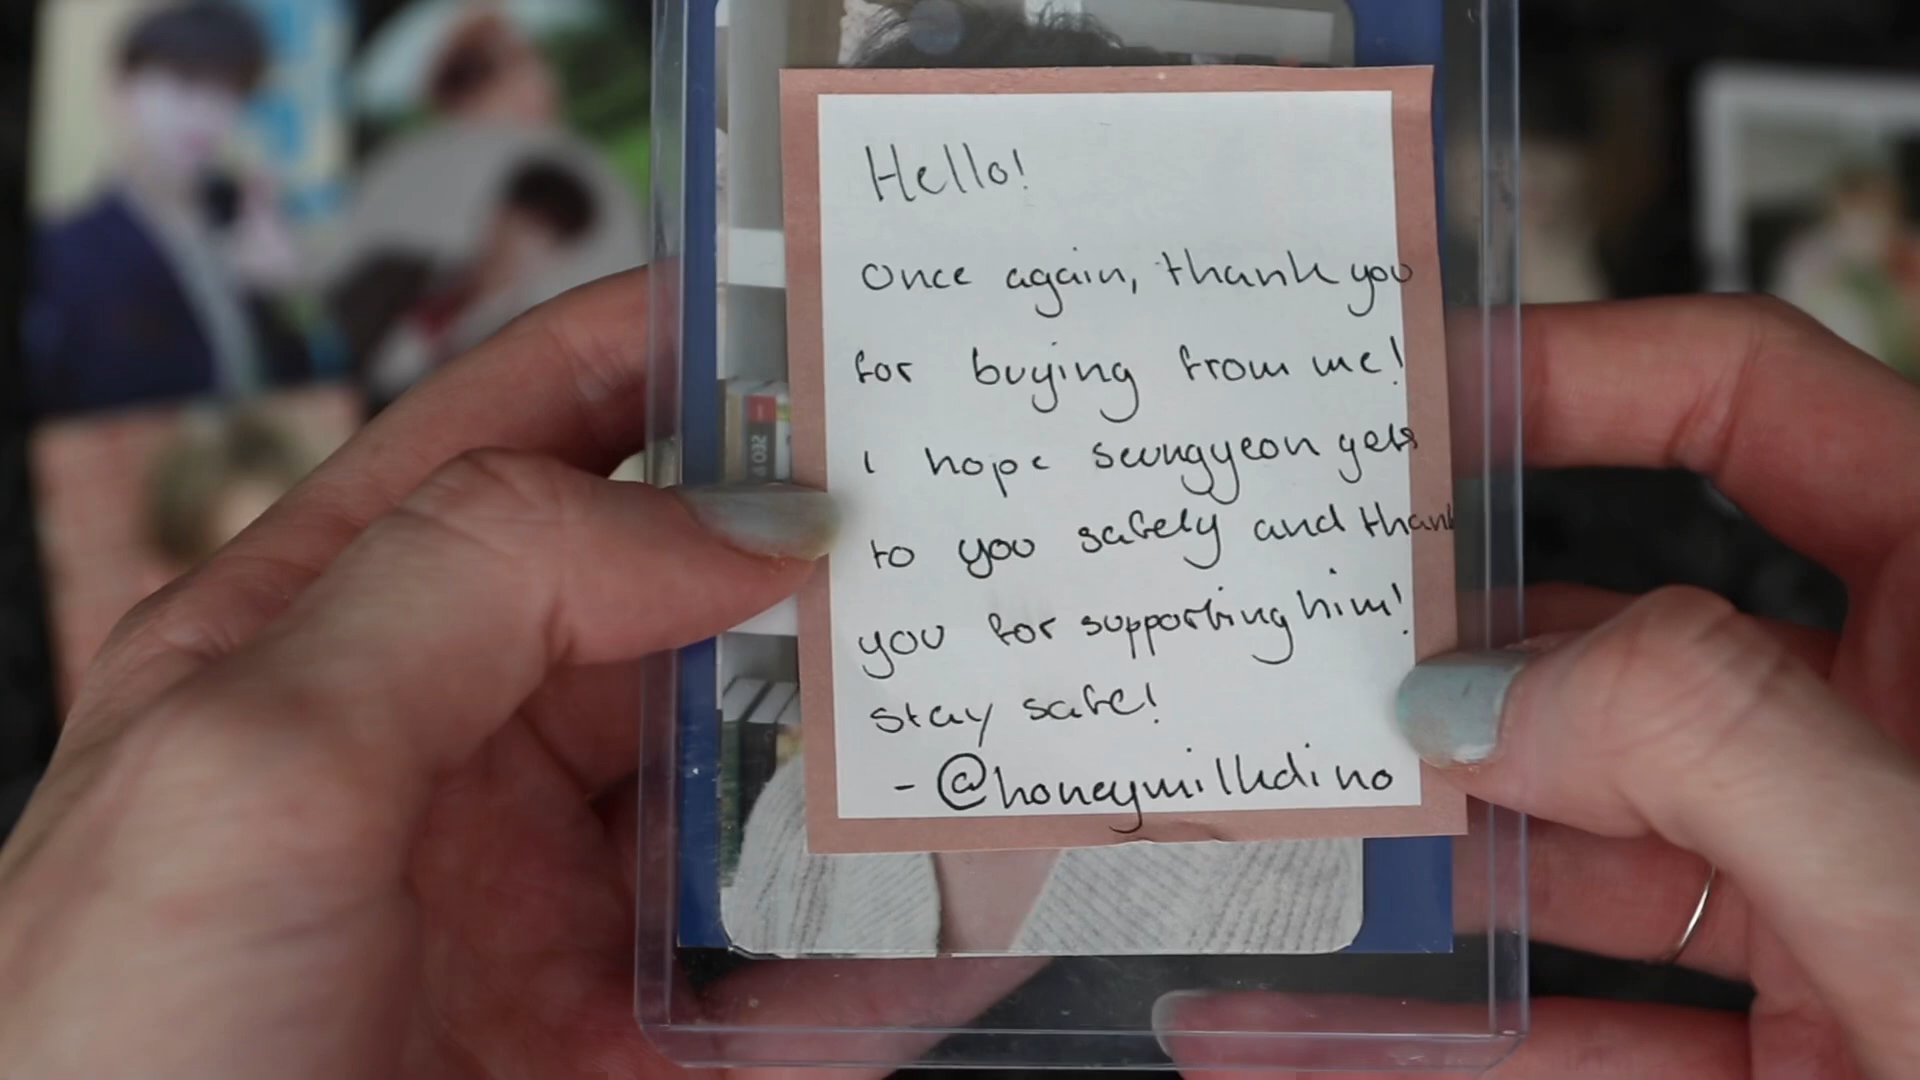 Hello!
Once again, thank you
for buying from me!
I hope seungyeon gets
to you safely and thank
you for supporting him!
stay safe!
- @honeymilkdino